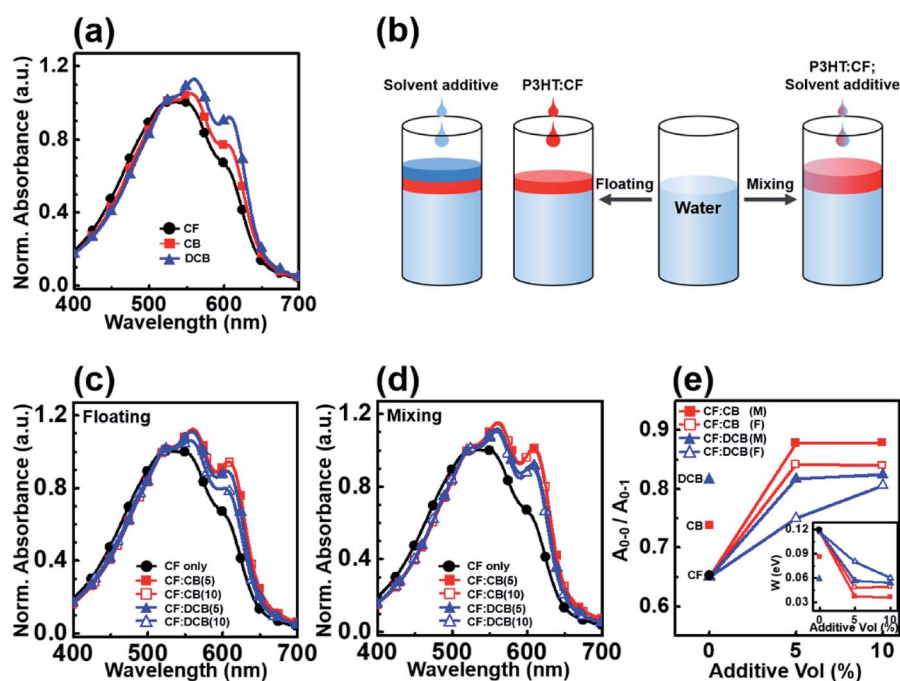 (a)
Norm. Absorbance (a.u.)
1.2
0.8
0.4
0.0
CF
CB
DCB
400 500 600 700
Wavelength (nm)
(b)
Solvent additive
P3HT:CF
P3HT:CF;
Solvent additive
Floating
Water
Mixing
(c)
Norm. Absorbance (a.u.)
Floating
1.2
0.8
0.4
0.0
CF only
CF:CB(5)
CF:CB(10)
CF:DCB(5)
CF:DCB(10)
400 500 600 700
Wavelength (nm)
(d)
Norm. Absorbance (a.u.)
Mixing
1.2
0.8
0.4
0.0
CF only
CF:CB(5)
CF:CB(10)
CF:DCB(5)
CF:DCB(10)
400 500 600 700
Wavelength (nm)
(e)
A0-0 / A0-1
CF:CB (M)
CF:CB (F)
CF:DCB (M)
CF:DCB (F)
0.9
0.8
0.7
0.6
DCB
CB
CF
W (eV)
0.12
0.09
0.06
0.03
0 5 10
Additive Vol (%)
0 5 10
Additive Vol (%)